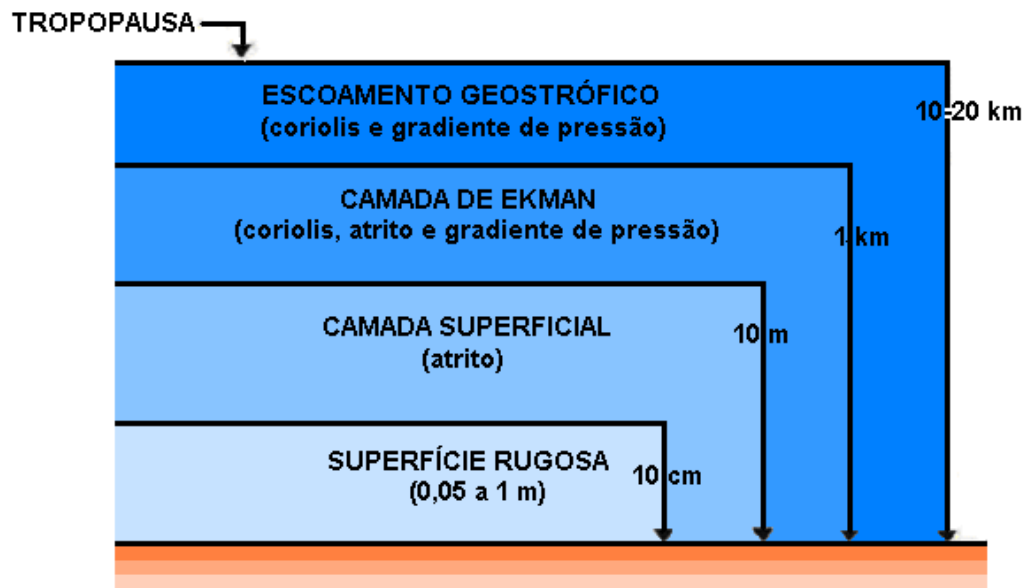 TROPOPAUSA
ESCOAMENTO GEOSTRÓFICO
(coriolis e gradiente de pressão)
10-20 km
CAMADA DE EKMAN
(coriolis, atrito e gradiente de pressão)
1 km
CAMADA SUPERFICIAL
(atrito)
10 m
SUPERFÍCIE RUGOSA
(0,05 a 1 m)
10 cm